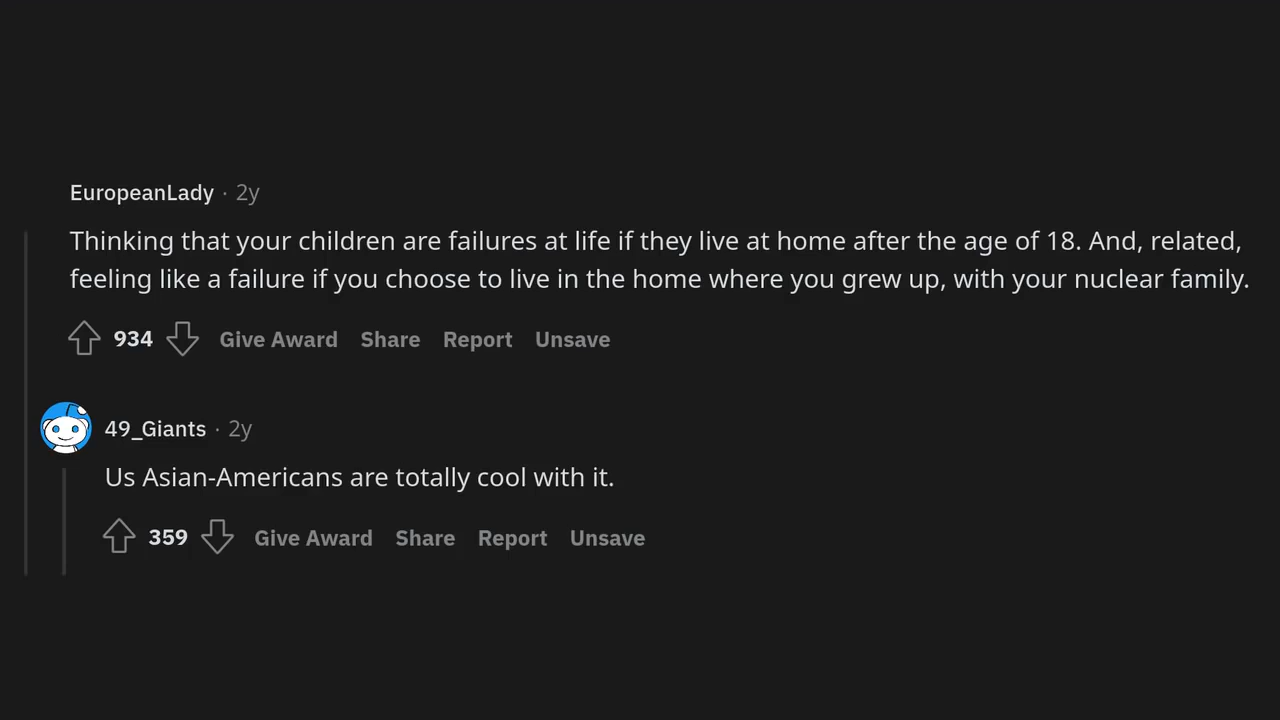 EuropeanLady · 2y
Thinking that your children are failures at life if they live at home after the age of 18. And, related,
feeling like a failure if you choose to live in the home where you grew up, with your nuclear family.
934 Give Award Share Report Unsave
49_Giants · 2y
Us Asian-Americans are totally cool with it.
359 Give Award Share Report Unsave